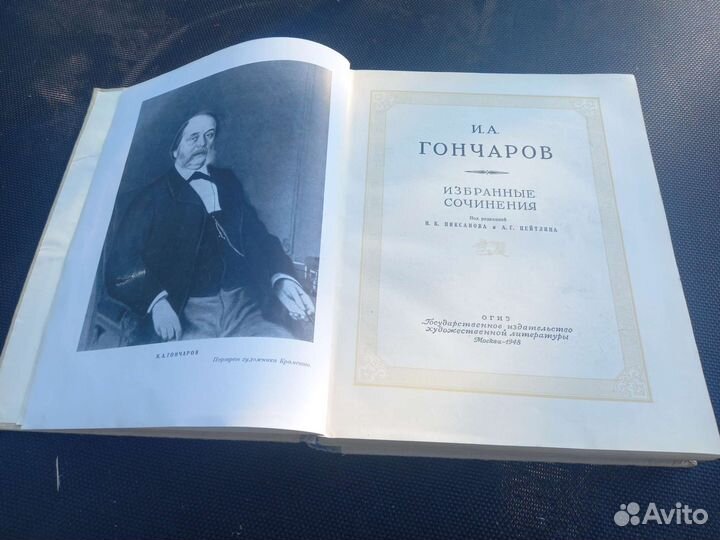 И. А. ГОНЧАРОВ
Портрет художника Крамского.
И. А.
ГОНЧАРОВ
ИЗБРАННЫЕ
СОЧИНЕНИЯ
Под редакцией
Н. К. ПИКСАНОВА и А. Г. ЦЕЙТЛИНА
ОГИЗ
Государственное издательство
художественной литературы
Москва-1948
Avito